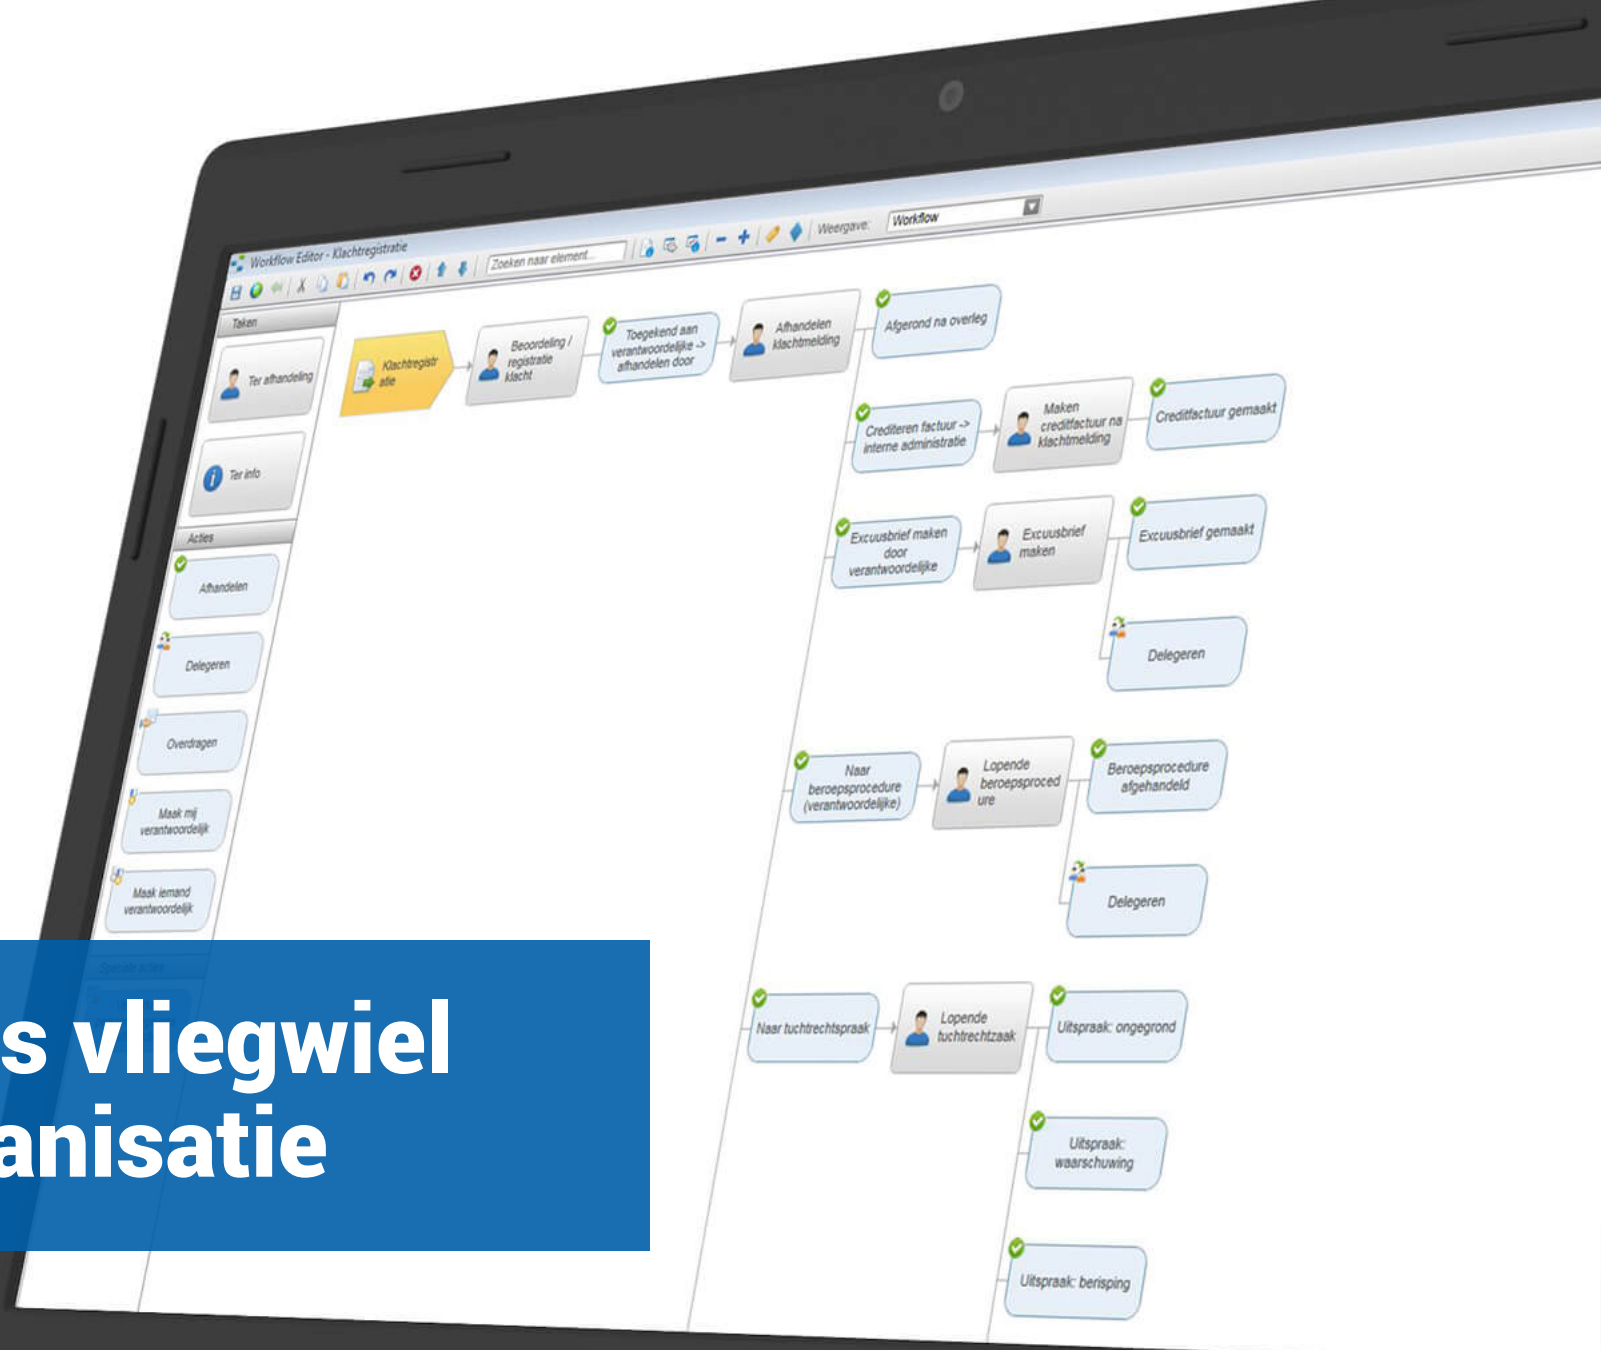 Workflow Editor - Klachtregistratie
Zoeken naar element...
Weergave:
Workflow
Taken
Ter afhandeling
Ter info
Acties
Afhandelen
Delegeren
Overdragen
Maak mij
verantwoordelijk
Maak iemand
verantwoordelijk
Speciale acties
Klachtregistr
atie
Beoordeling /
registratie
klacht
Toegekend aan
verantwoordelijke ->
afhandelen door
Afhandelen
klachtmelding
Afgerond na overleg
Crediteren factuur ->
interne administratie
Maken
creditfactuur na
klachtmelding
Creditfactuur gemaakt
Excuusbrief maken
door
verantwoordelijke
Excuusbrief
maken
Excuusbrief gemaakt
Delegeren
Naar
beroepsprocedure
(verantwoordelijke)
Lopende
beroepsproced
ure
Beroepsprocedure
afgehandeld
Delegeren
Naar tuchtrechtspraak
Lopende
tuchtrechtzaak
Uitspraak: ongegrond
Uitspraak:
waarschuwing
Uitspraak: berisping
s vliegwiel
anisatie